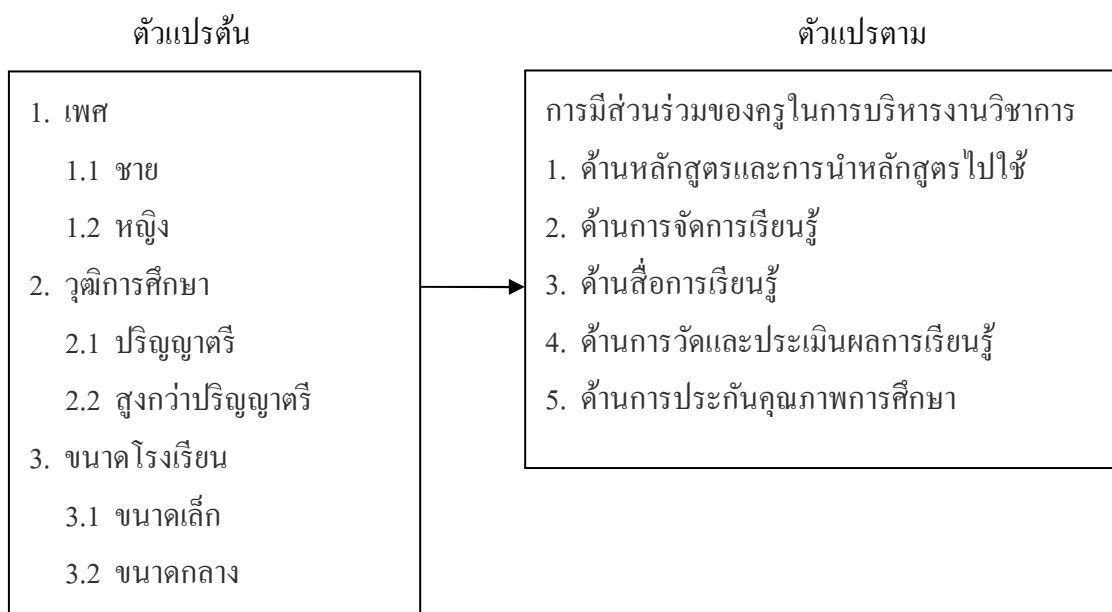 ตัวแปรต้น
1. เพศ
1.1 ชาย
1.2 หญิง
2. วุฒิการศึกษา
2.1 ปริญญาตรี
2.2 สูงกว่าปริญญาตรี
3. ขนาดโรงเรียน
3.1 ขนาดเล็ก
3.2 ขนาดกลาง
ตัวแปรตาม
การมีส่วนร่วมของครูในการบริหารงานวิชาการ
1. ด้านหลักสูตรและการนำหลักสูตรไปใช้
2. ด้านการจัดการเรียนรู้
3. ด้านสื่อการเรียนรู้
4. ด้านการวัดและประเมินผลการเรียนรู้
5. ด้านการประกันคุณภาพการศึกษา